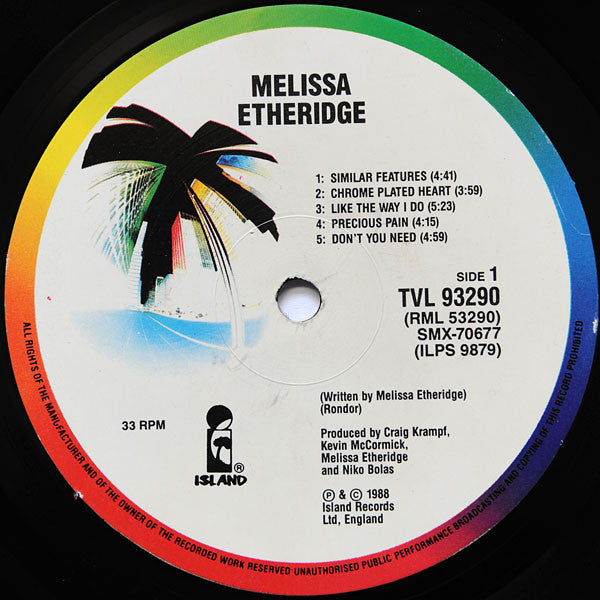 MELISSA
ETHERIDGE
1: SIMILAR FEATURES (4:41)
2: CHROME PLATED HEART (3:59)
3: LIKE THE WAY I DO (5:23)
4: PRECIOUS PAIN (4:15)
5: DON'T YOU NEED (4:59)
SIDE 1
TVL 93290
(RML 53290)
SMX-70677
(ILPS 9879)
(Written by Melissa Etheridge)
(Rondor)
33 RPM
Produced by Craig Krampf,
Kevin McCormick,
Melissa Etheridge
and Niko Bolas
®
ISLAND
Ⓟ & © 1988
Island Records
Ltd, England
ALL RIGHTS OF THE MANUFACTURER AND OF THE OWNER OF THE RECORDED WORK RESERVED UNAUTHORISED PUBLIC PERFORMANCE BROADCASTING AND COPYING OF THIS RECORD PROHIBITED